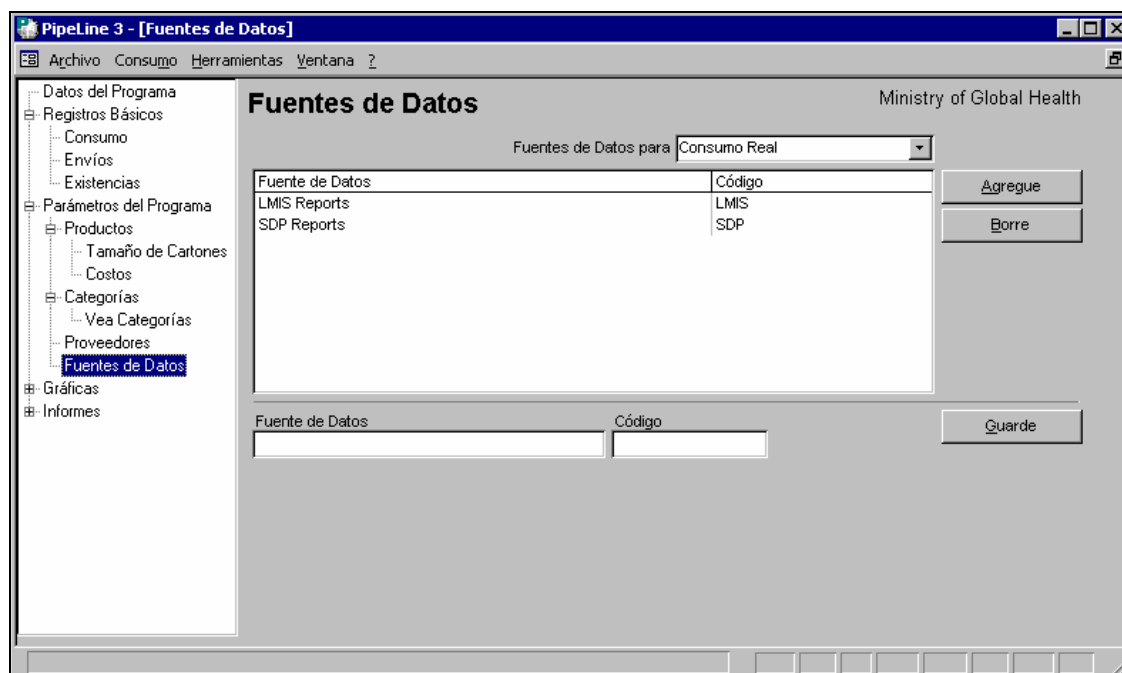 PipeLine 3 - [Fuentes de Datos]
Archivo Consumo Herramientas Ventana ?
Datos del Programa
Registros Básicos
Consumo
Envíos
Existencias
Parámetros del Programa
Productos
Tamaño de Cartones
Costos
Categorías
Vea Categorías
Proveedores
Fuentes de Datos
Gráficas
Informes
Fuentes de Datos
Ministry of Global Health
Fuentes de Datos para Consumo Real
Fuente de Datos Código
LMIS Reports LMIS
SDP Reports SDP
Agregue
Borre
Fuente de Datos Código
Guarde